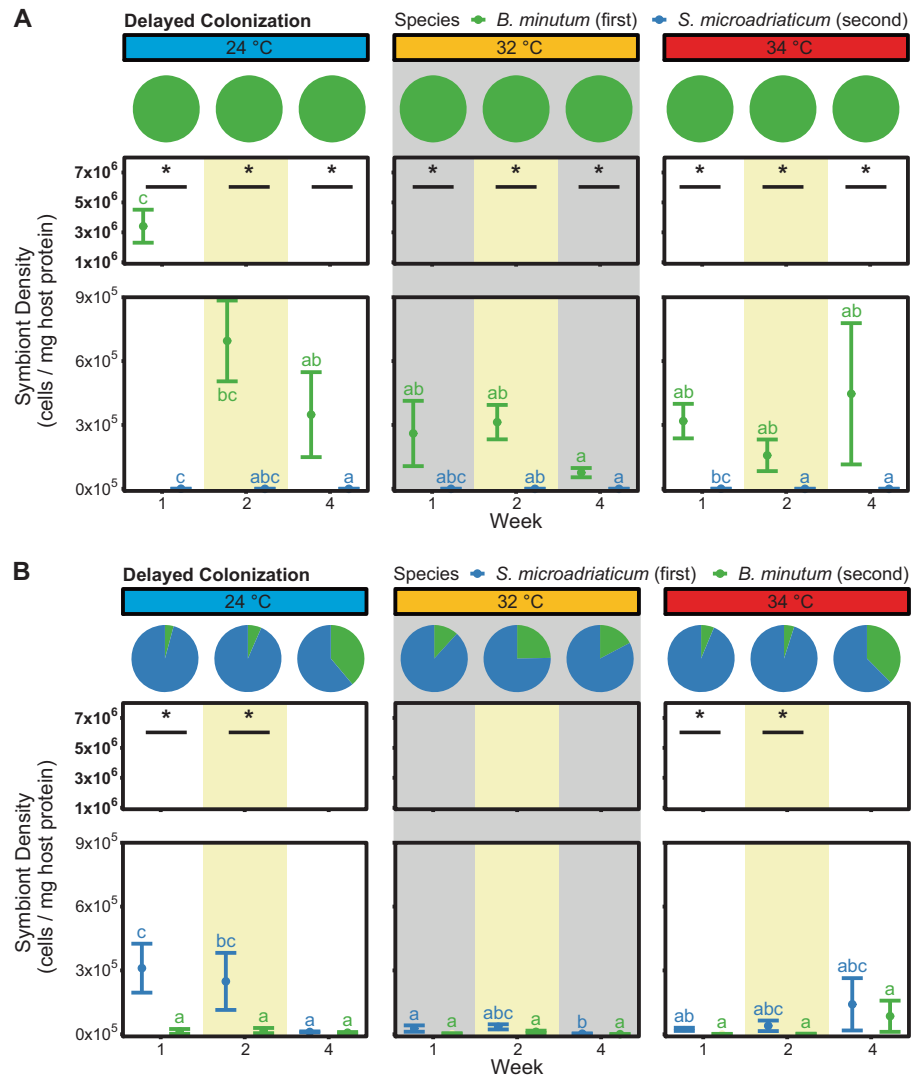 A
Delayed Colonization
Species B. minutum (first) S. microadriaticum (second)
24 °C
32 °C
34 °C
Symbiont Density
(cells / mg host protein)
7x10⁶
5x10⁶
3x10⁶
1x10⁶
* * *
* * *
* * *
c
9x10⁵
6x10⁵
3x10⁵
0x10⁵
bc
ab
c
abc
a
ab
ab
a
abc
ab
a
ab
ab
ab
bc
a
a
1 2 4
1 2 4
1 2 4
Week
B
Delayed Colonization
Species S. microadriaticum (first) B. minutum (second)
24 °C
32 °C
34 °C
Symbiont Density
(cells / mg host protein)
7x10⁶
5x10⁶
3x10⁶
1x10⁶
* *
* *
9x10⁵
6x10⁵
3x10⁵
0x10⁵
c
a
bc
a
a
a
a
a
abc
a
b
a
ab
a
abc
a
abc
a
1 2 4
1 2 4
1 2 4
Week